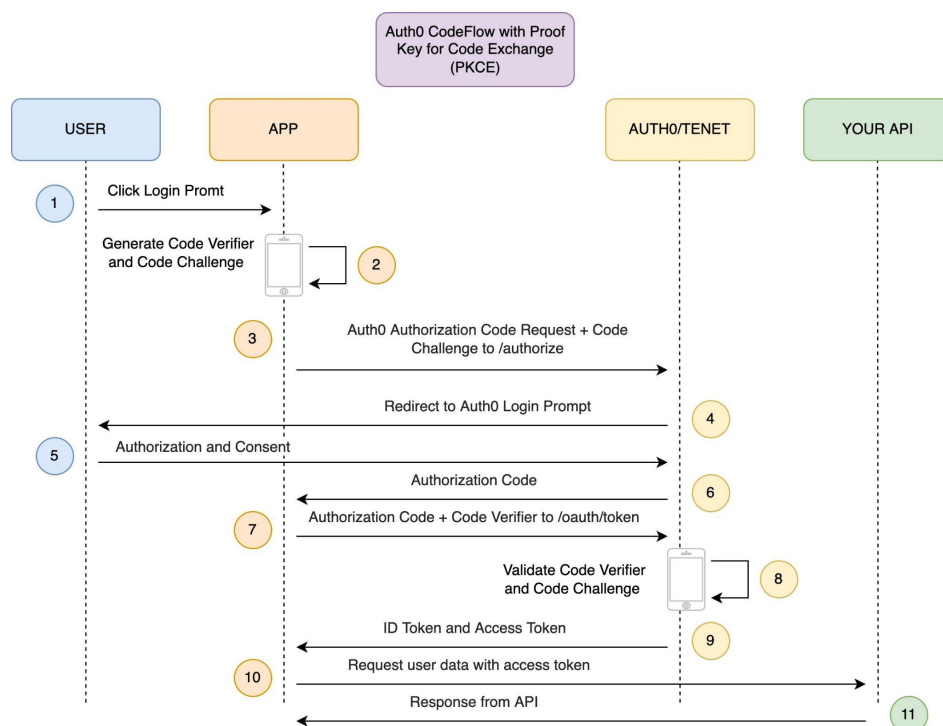 Auth0 CodeFlow with Proof
Key for Code Exchange
(PKCE)
USER
APP
AUTH0/TENET
YOUR API
1
Click Login Promt
Generate Code Verifier
and Code Challenge
2
3
Auth0 Authorization Code Request + Code
Challenge to /authorize
Redirect to Auth0 Login Prompt
4
5
Authorization and Consent
Authorization Code
6
7
Authorization Code + Code Verifier to /oauth/token
Validate Code Verifier
and Code Challenge
8
ID Token and Access Token
9
10
Request user data with access token
Response from API
11